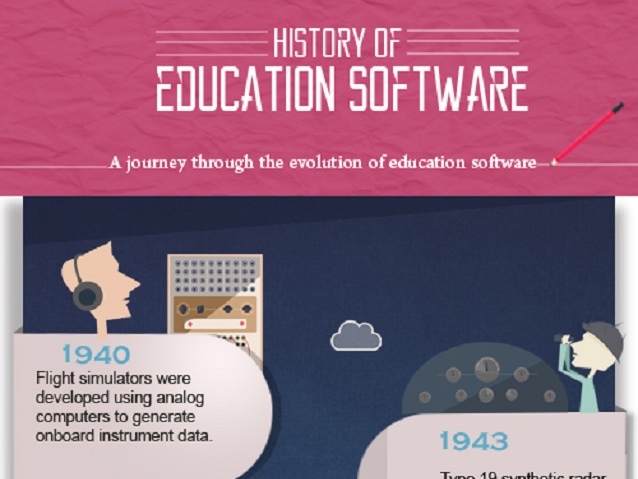 HISTORY OF
EDUCATION SOFTWARE
A journey through the evolution of education software
1940
Flight simulators were
developed using analog
computers to generate
onboard instrument data.
1943
Type 19 synthetic radar